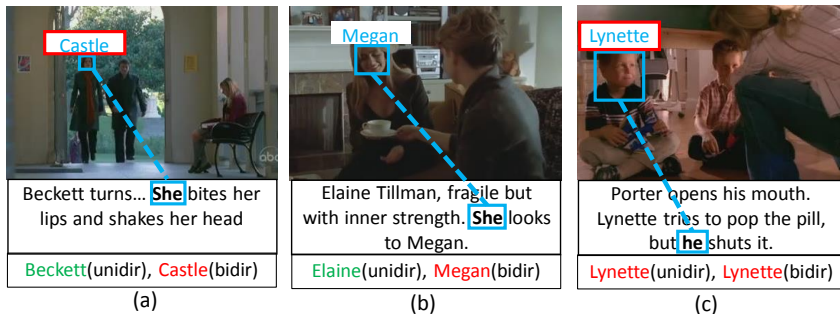 Castle
abc
Beckett turns... She bites her
lips and shakes her head
Beckett(unidir), Castle(bidir)
(a)
Megan
Elaine Tillman, fragile but
with inner strength. She looks
to Megan.
Elaine(unidir), Megan(bidir)
(b)
Lynette
Porter opens his mouth.
Lynette tries to pop the pill,
but he shuts it.
Lynette(unidir), Lynette(bidir)
(c)